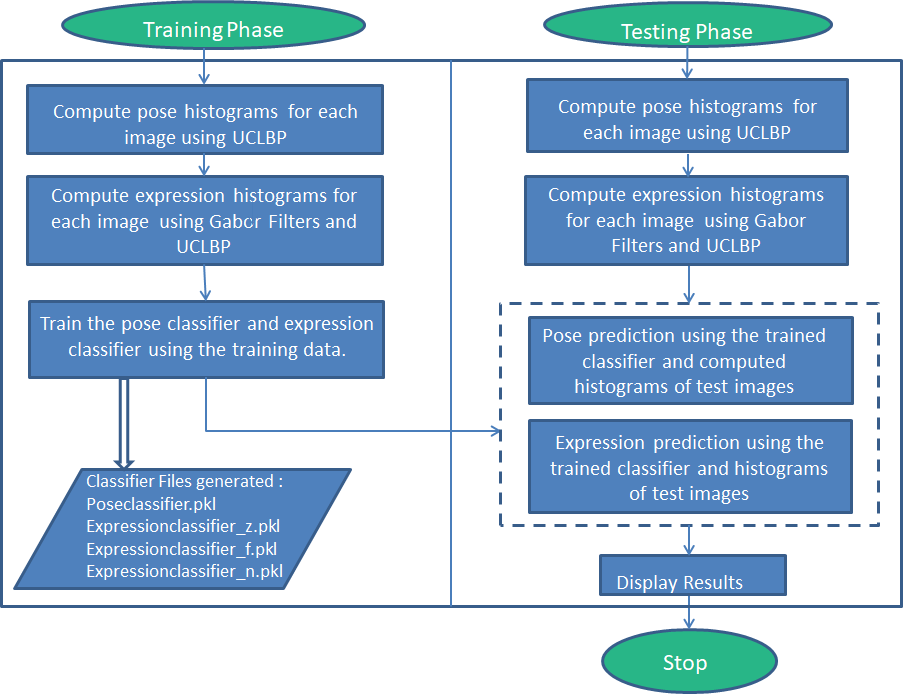 Training Phase
Compute pose histograms for each
image using UCLBP
Compute expression histograms for
each image using Gabor Filters and
UCLBP
Train the pose classifier and expression
classifier using the training data.
Classifier Files generated :
Poseclassifier.pkl
Expressionclassifier_z.pkl
Expressionclassifier_f.pkl
Expressionclassifier_n.pkl
Testing Phase
Compute pose histograms for
each image using UCLBP
Compute expression histograms
for each image using Gabor
Filters and UCLBP
Pose prediction using the trained
classifier and computed
histograms of test images
Expression prediction using the
trained classifier and histograms
of test images
Display Results
Stop